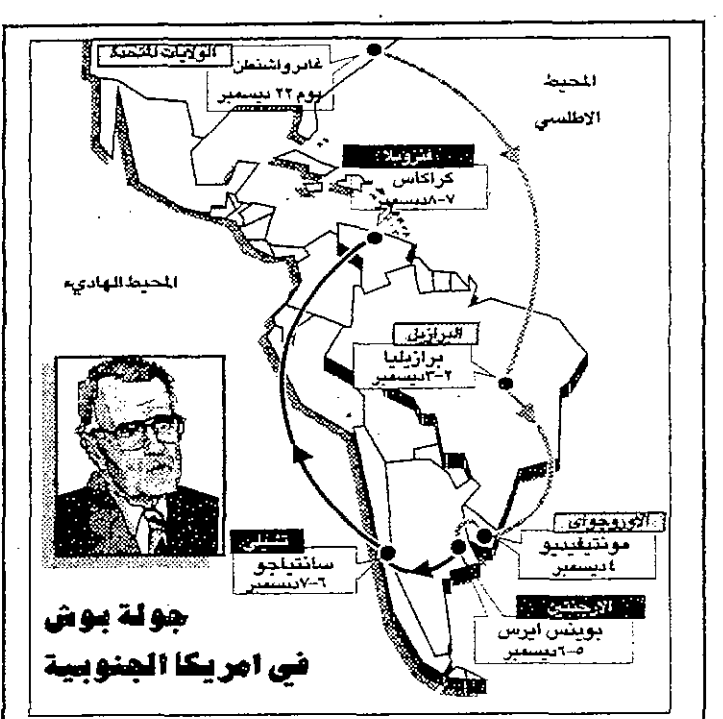 الولايات المتحدة
غادر واشنطن
يوم ٢٢ ديسمبر
المحيط
الاطلسي
فنزويلا
كراكاس
٧-٨ ديسمبر
المحيط الهاديء
البرازيل
برازيليا
٢-٣ ديسمبر
الاوروجواي
مونتيفيديو
٤ ديسمبر
تشيلي
سانتياجو
٦-٧ ديسمبر
الارجنتين
بوينس ايرس
٥-٦ ديسمبر
جولة بوش
في امريكا الجنوبية